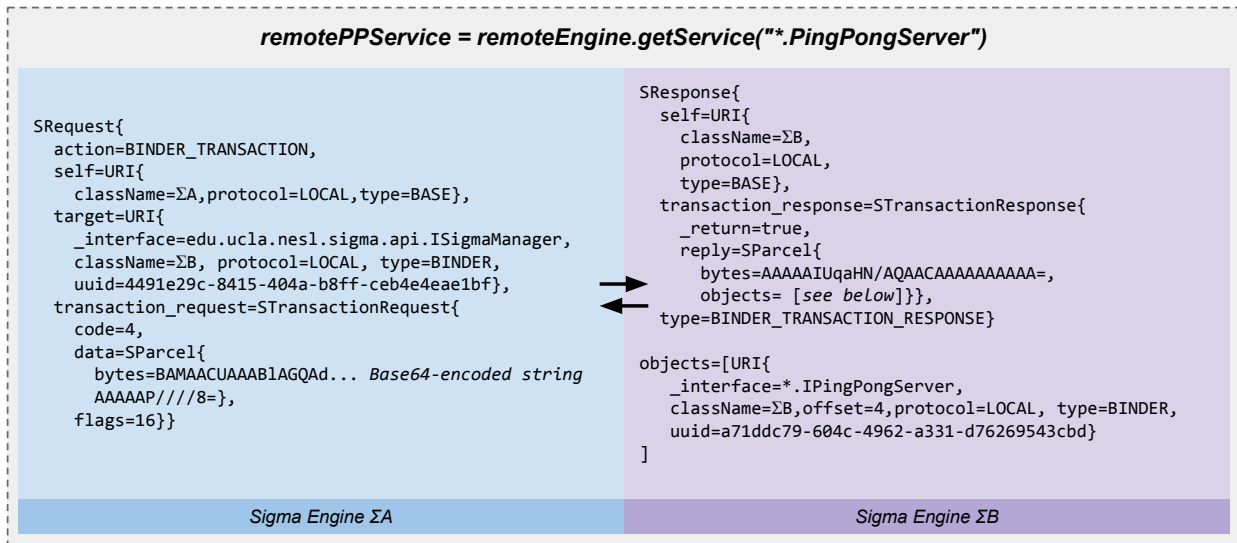 remotePPService = remoteEngine.getService("*.PingPongServer")
SRequest{
action=BINDER_TRANSACTION,
self=URI{
className=ΣA,protocol=LOCAL,type=BASE},
target=URI{
_interface=edu.ucla.nesl.sigma.api.ISigmaManager,
className=ΣB, protocol=LOCAL, type=BINDER,
uuid=4491e29c-8415-404a-b8ff-ceb4e4eae1bf},
transaction_request=STransactionRequest{
code=4,
data=SParcel{
bytes=BAMAACUAAABlAGQAd... Base64-encoded string
AAAAAP////8=},
flags=16}}
Sigma Engine ΣA
SResponse{
self=URI{
className=ΣB,
protocol=LOCAL,
type=BASE},
transaction_response=STransactionResponse{
_return=true,
reply=SParcel{
bytes=AAAAAIUqaHN/AQAACAAAAAAAAAA=,
objects= [see below]}},
type=BINDER_TRANSACTION_RESPONSE}
objects=[URI{
_interface=*.IPingPongServer,
className=ΣB,offset=4,protocol=LOCAL, type=BINDER,
uuid=a71ddc79-604c-4962-a331-d76269543cbd}
]
Sigma Engine ΣB